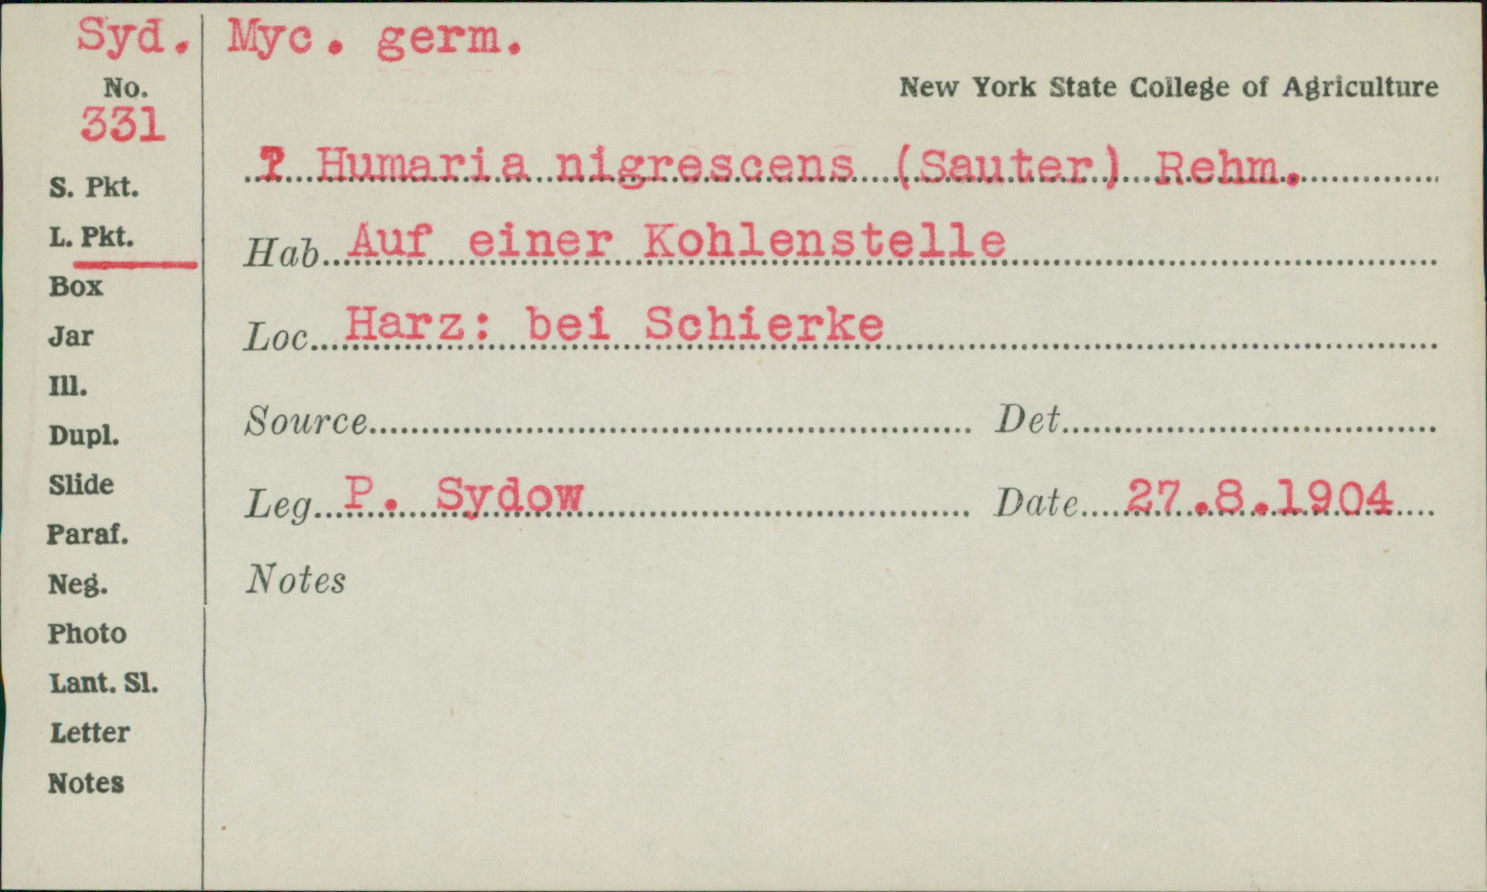 Syd. Myc. germ.
No.
331
New York State College of Agriculture
? Humaria nigrescens (Sauter) Rehm.
S. Pkt.
L. Pkt.
Hab. Auf einer Kohlenstelle
Box
Jar
Loc. Harz: bei Schierke
Ill.
Dupl.
Source Det.
Slide
Leg. P. Sydow Date 27.8.1904
Paraf.
Neg.
Notes
Photo
Lant. Sl.
Letter
Notes